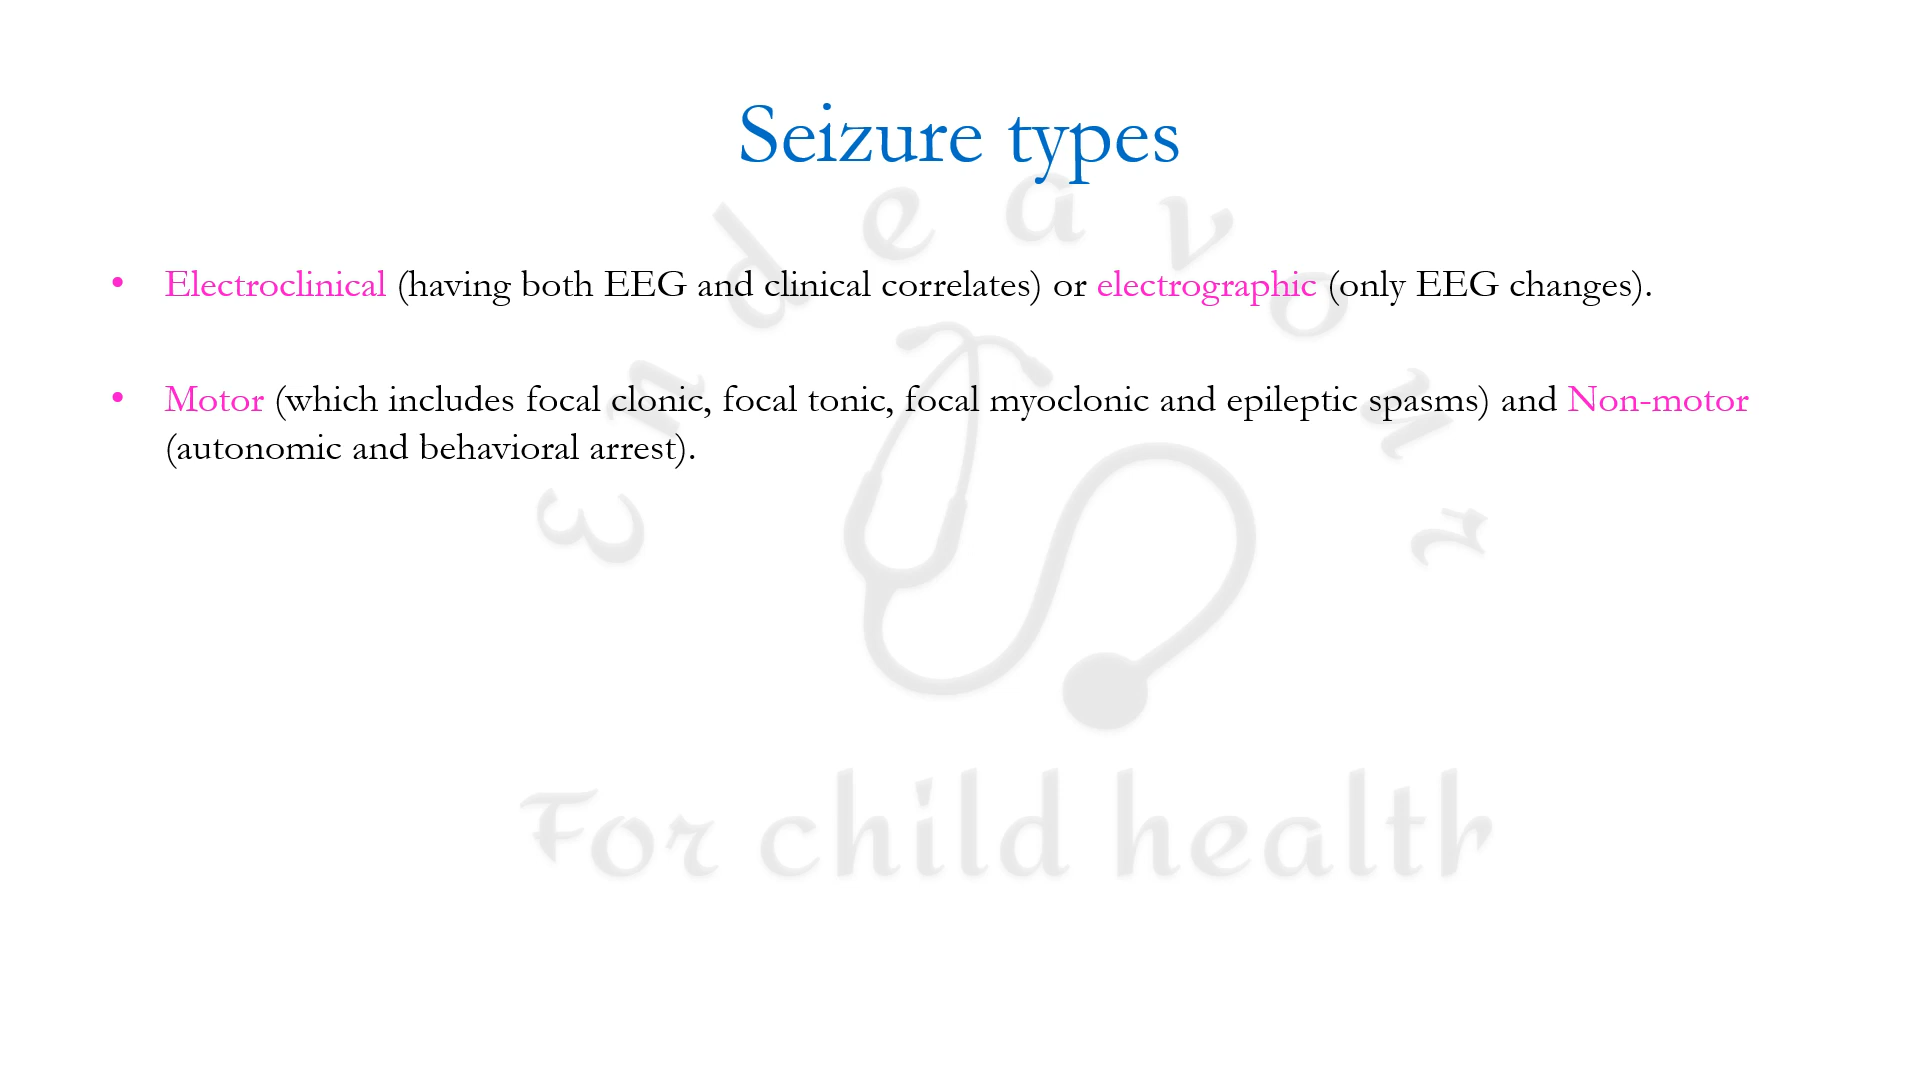 Seizure types
• Electroclinical (having both EEG and clinical correlates) or electrographic (only EEG changes).
• Motor (which includes focal clonic, focal tonic, focal myoclonic and epileptic spasms) and Non-motor
(autonomic and behavioral arrest).
Endeavour
For child health